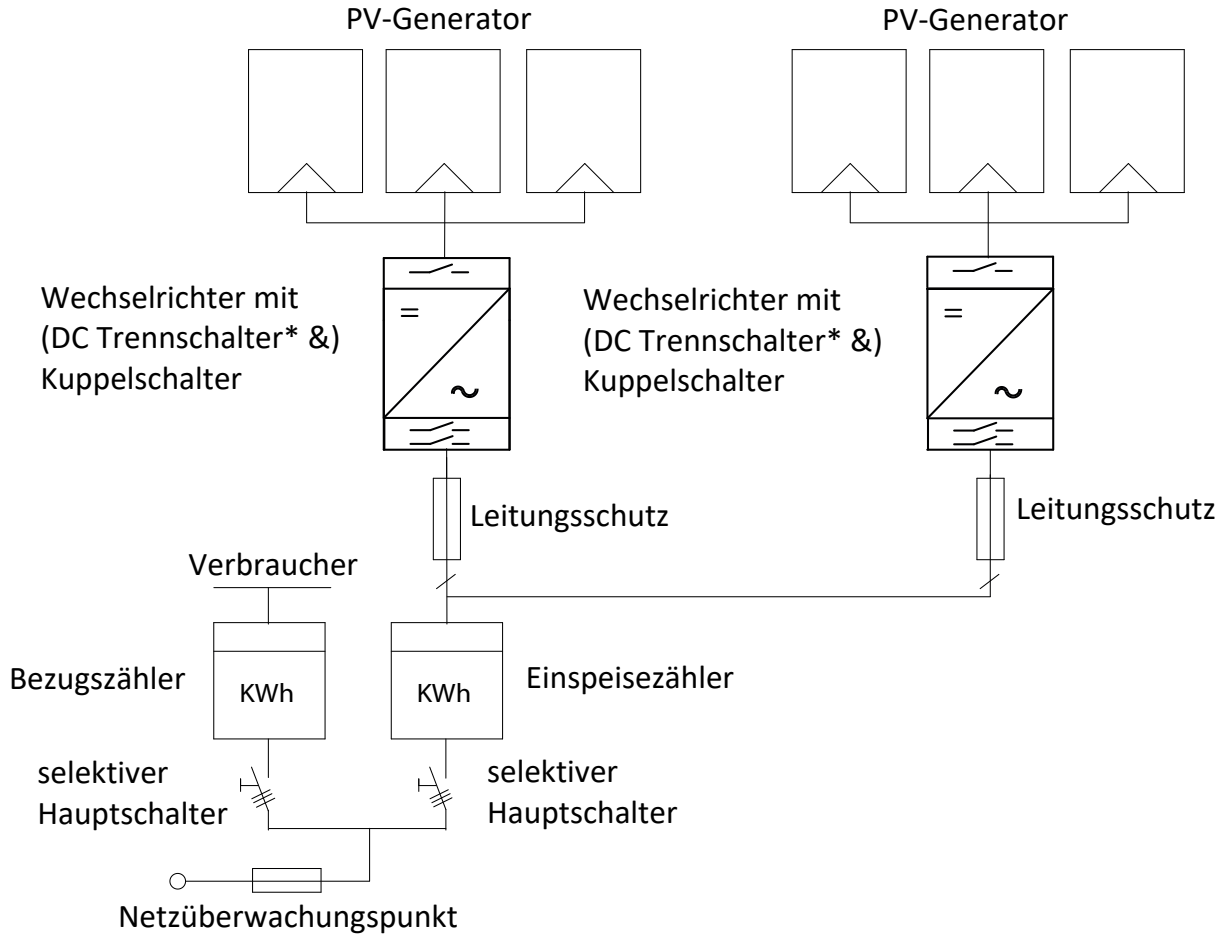 PV-Generator
PV-Generator
Wechselrichter mit
(DC Trennschalter* &)
Kuppelschalter
Wechselrichter mit
(DC Trennschalter* &)
Kuppelschalter
Leitungsschutz
Leitungsschutz
Verbraucher
Bezugszähler
KWh
KWh
Einspeisezähler
selektiver
Hauptschalter
selektiver
Hauptschalter
Netzüberwachungspunkt